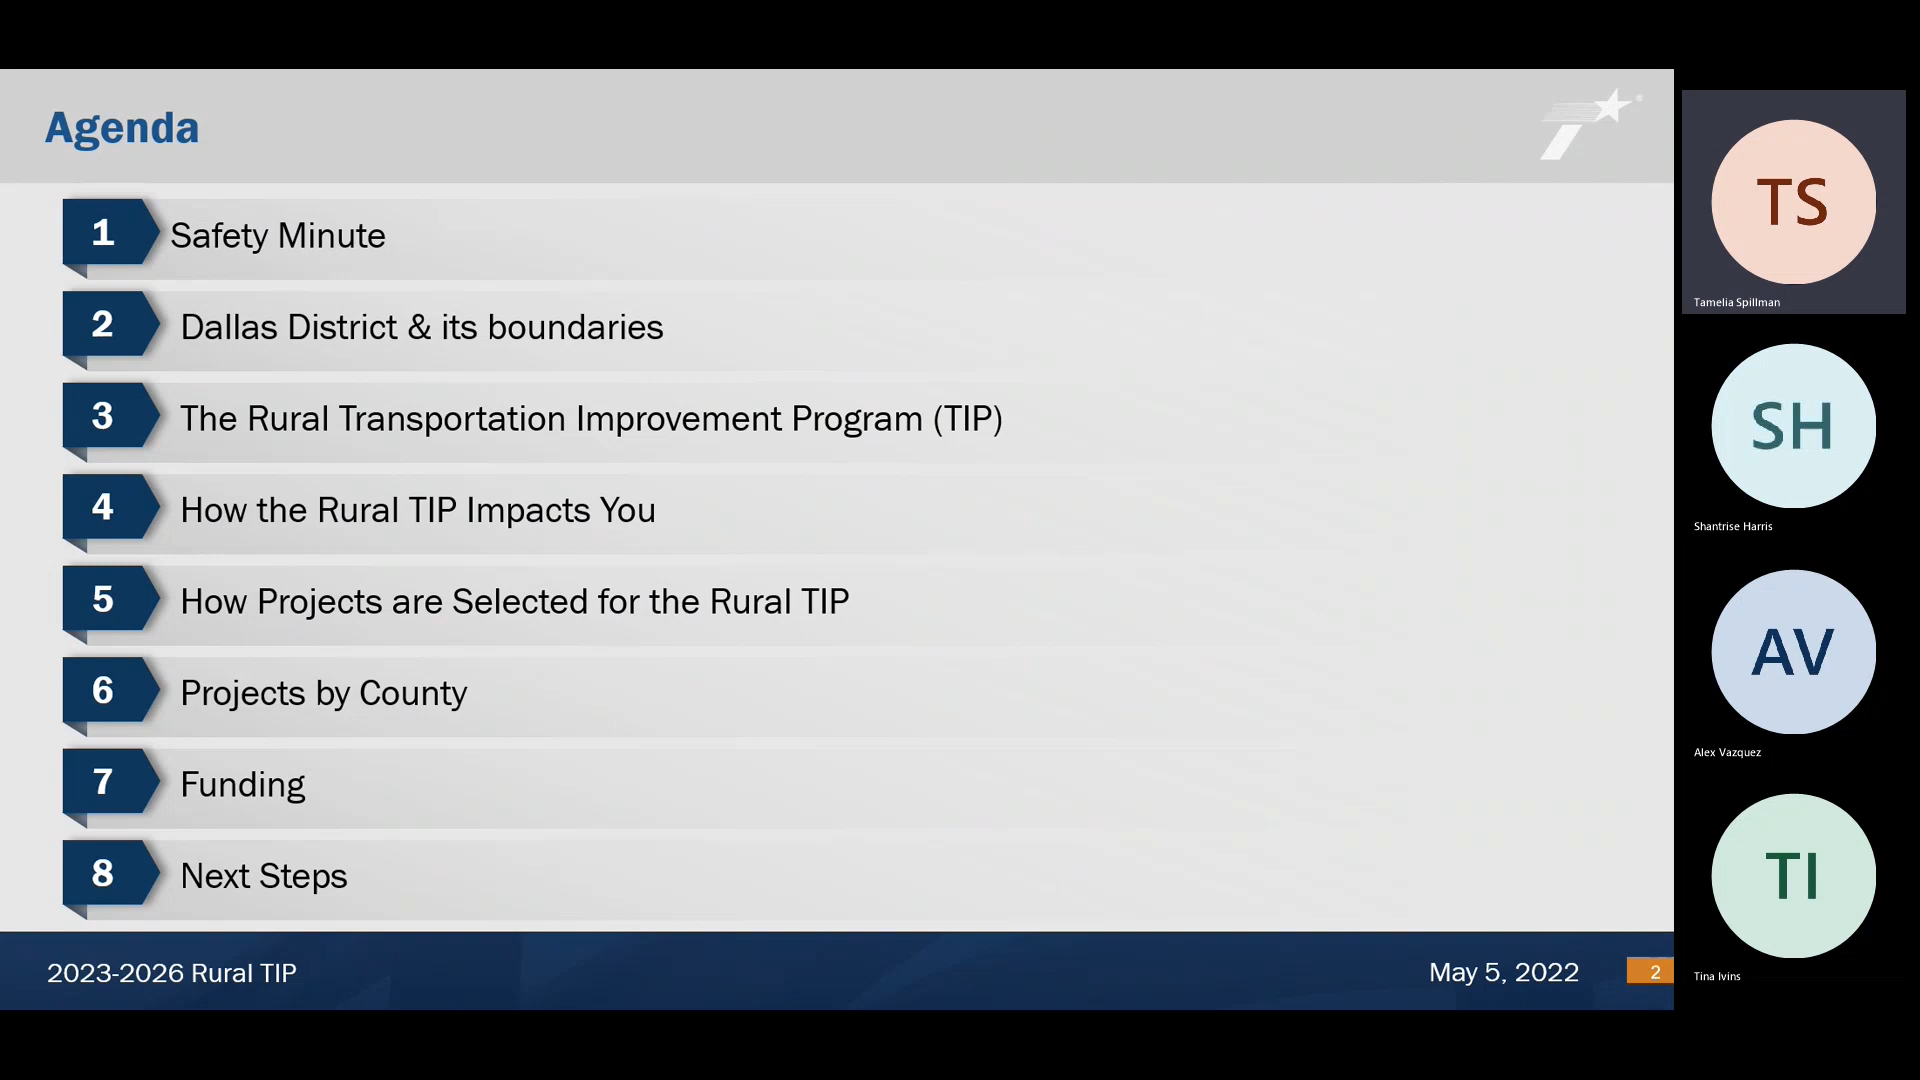 Agenda
1 Safety Minute
2 Dallas District & its boundaries
3 The Rural Transportation Improvement Program (TIP)
4 How the Rural TIP Impacts You
5 How Projects are Selected for the Rural TIP
6 Projects by County
7 Funding
8 Next Steps
2023-2026 Rural TIP
May 5, 2022
2
TS
Tamelia Spillman
SH
Shantrise Harris
AV
Alex Vazquez
TI
Tina Ivins